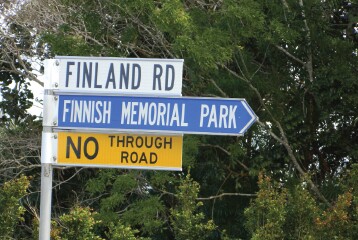 FINLAND RD
FINNISH MEMORIAL PARK
NO THROUGH
ROAD